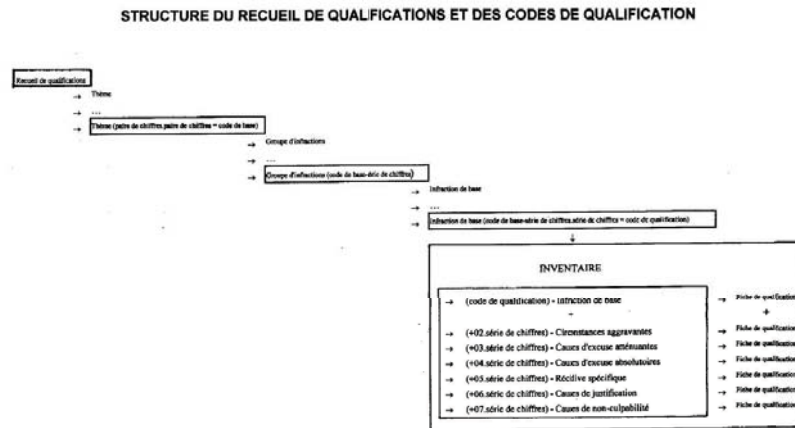 STRUCTURE DU RECUEIL DE QUALIFICATIONS ET DES CODES DE QUALIFICATION
Recueil de qualifications
→ Thème
→ ...
→ Thème (paire de chiffres.paire de chiffres = code de base)
→ Groupe d'infractions
→ ...
→ Groupe d'infractions (code de base-série de chiffres)
→ Infraction de base
→ ...
→ Infraction de base (code de base-série de chiffres.série de chiffres = code de qualification)
↓
INVENTAIRE
→ (code de qualification) - Infraction de base → Fiche de qualification
- +
→ (+02.série de chiffres) - Circonstances aggravantes → Fiche de qualification
→ (+03.série de chiffres) - Caues d'excuse atténuantes → Fiche de qualification
→ (+04.série de chiffres) - Caues d'excuse absolutoires → Fiche de qualification
→ (+05.série de chiffres) - Récilive spécifique → Fiche de qualification
→ (+06.série de chiffres) - Caues de justification → Fiche de qualification
→ (+07.série de chiffres) - Caues de non-culpabilité → Fiche de qualification